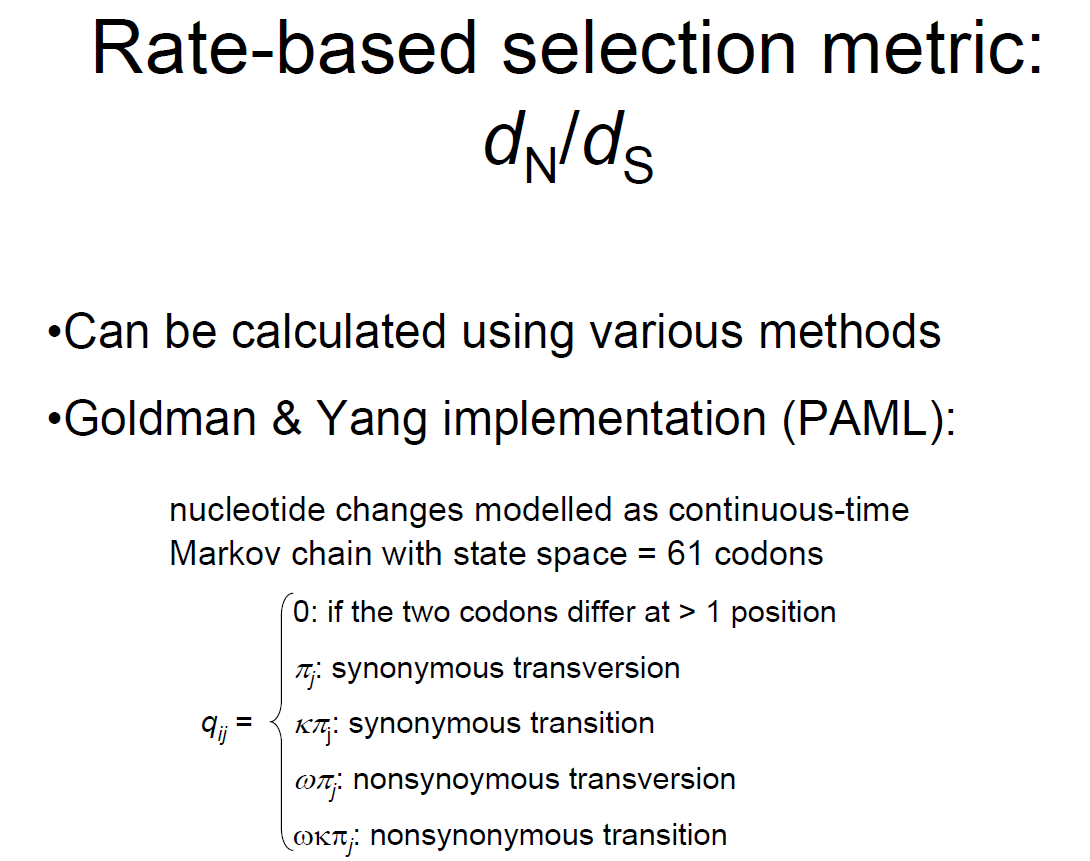 Rate-based selection metric:
dN/dS
•Can be calculated using various methods
•Goldman & Yang implementation (PAML):
nucleotide changes modelled as continuous-time
Markov chain with state space = 61 codons
0: if the two codons differ at > 1 position
πj: synonymous transversion
qij =
κπj: synonymous transition
ωπj: nonsynoymous transversion
ωκπj: nonsynonymous transition